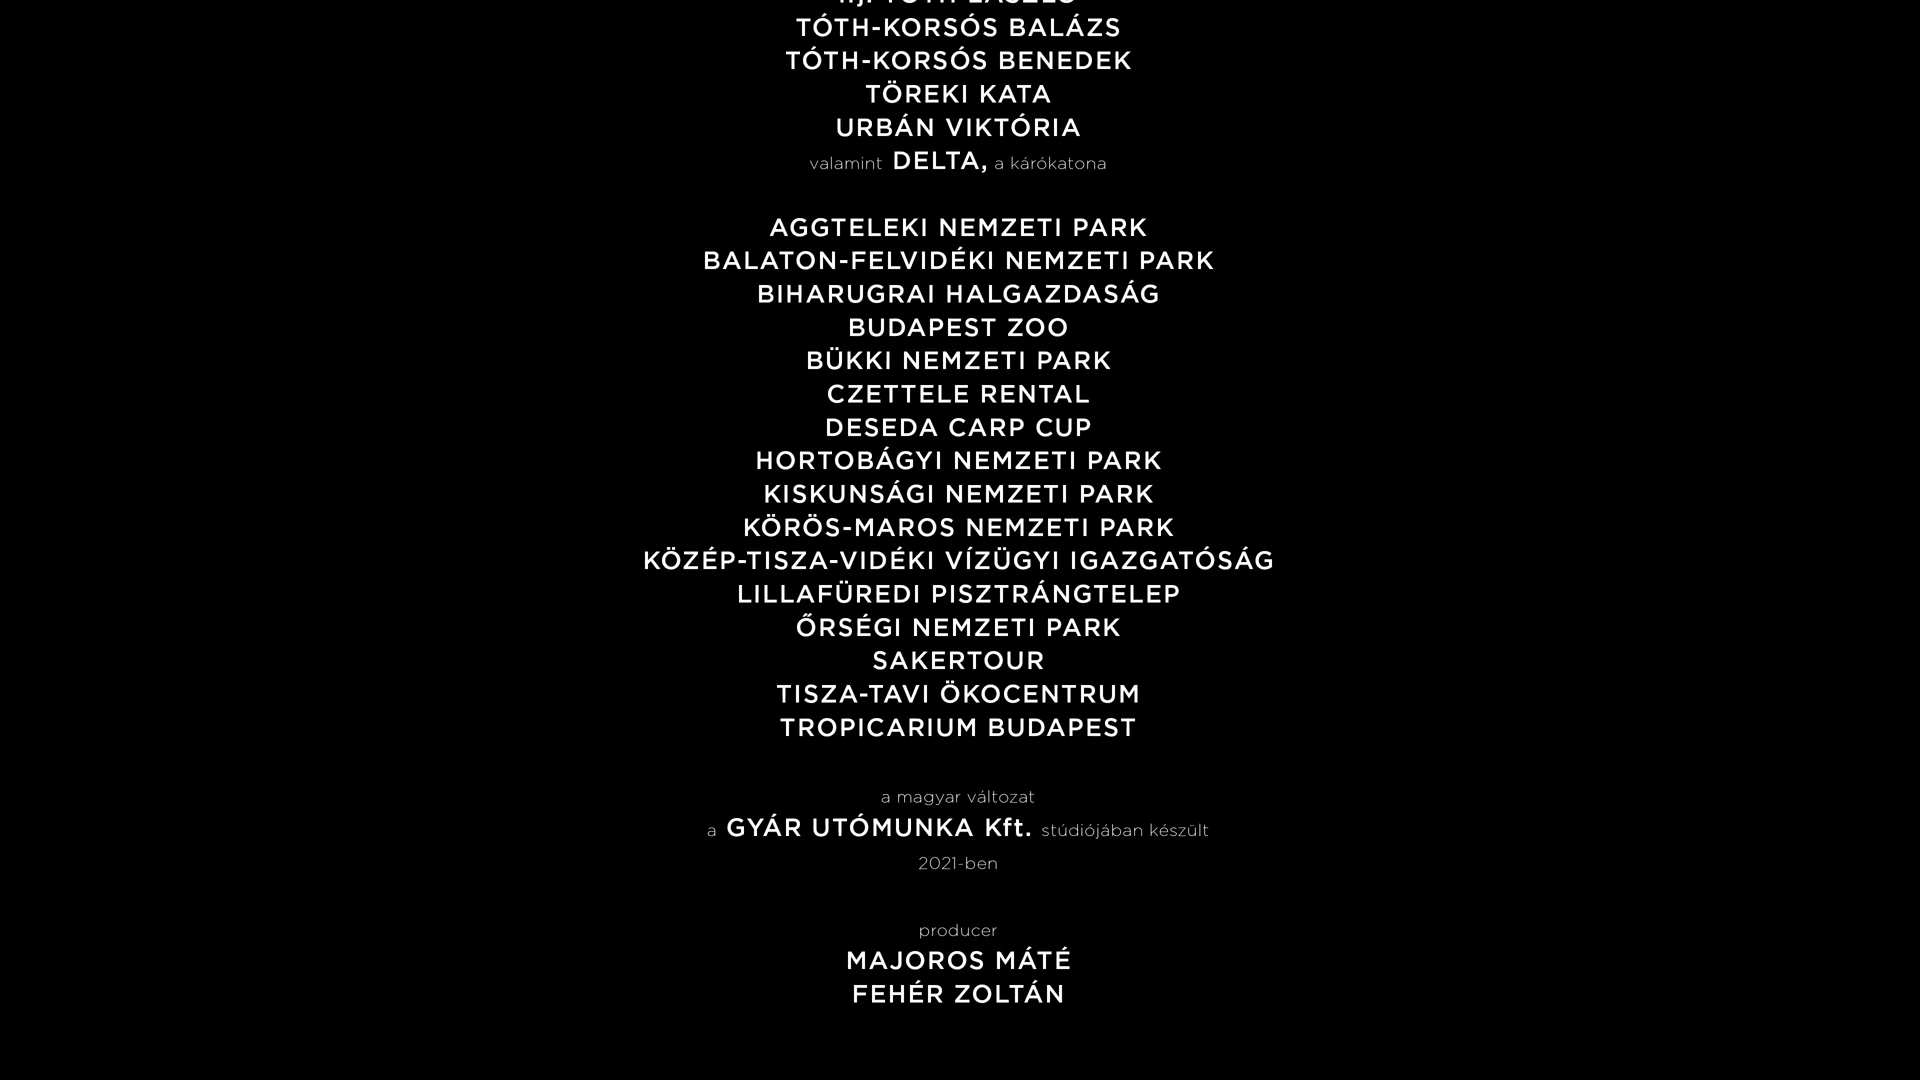 TÓTH-KORSÓS BALÁZS
TÓTH-KORSÓS BENEDEK
TÖREKI KATA
URBÁN VIKTÓRIA
valamint DELTA, a kárókatona
AGGTELEKI NEMZETI PARK
BALATON-FELVIDÉKI NEMZETI PARK
BIHARUGRAI HALGAZDASÁG
BUDAPEST ZOO
BÜKKI NEMZETI PARK
CZETTELE RENTAL
DESEDA CARP CUP
HORTOBÁGYI NEMZETI PARK
KISKUNSÁGI NEMZETI PARK
KÖRÖS-MAROS NEMZETI PARK
KÖZÉP-TISZA-VIDÉKI VÍZÜGYI IGAZGATÓSÁG
LILLAFÜREDI PISZTRÁNGTELEP
ŐRSÉGI NEMZETI PARK
SAKERTOUR
TISZA-TAVI ÖKOCENTRUM
TROPICARIUM BUDAPEST
a magyar változat
a GYÁR UTÓMUNKA Kft. stúdiójában készült
2021-ben
producer
MAJOROS MÁTÉ
FEHÉR ZOLTÁN